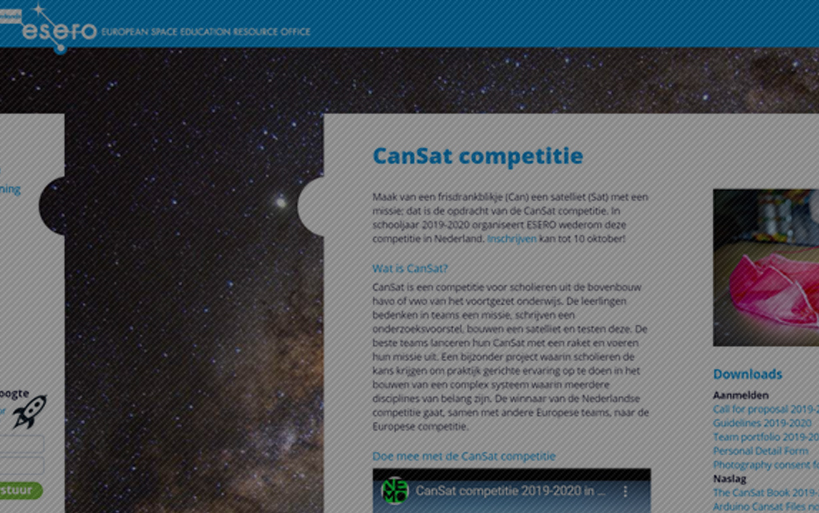 esero EUROPEAN SPACE EDUCATION RESOURCE OFFICE
CanSat competitie
Maak van een frisdrankblikje (Can) een satelliet (Sat) met een
missie; dat is de opdracht van de CanSat competitie. In
schooljaar 2019-2020 organiseert ESERO wederom deze
competitie in Nederland. Inschrijven kan tot 10 oktober!
Wat is CanSat?
CanSat is een competitie voor scholieren uit de bovenbouw
havo of vwo van het voortgezet onderwijs. De leerlingen
bedenken in teams een missie, schrijven een
onderzoeksvoorstel, bouwen een satelliet en testen deze. De
beste teams lanceren hun CanSat met een raket en voeren
hun missie uit. Een bijzonder project waarin scholieren de
kans krijgen om praktijk gerichte ervaring op te doen in het
bouwen van een complex systeem waarin meerdere
disciplines van belang zijn. De winnaar van de Nederlandse
competitie gaat, samen met andere Europese teams, naar de
Europese competitie.
Doe mee met de CanSat competitie
NEMO CanSat competitie 2019-2020 in ...
ning
oogte
or
stuur
Downloads
Aanmelden
Call for proposal 2019-2
Guidelines 2019-2020
Team portfolio 2019-20
Personal Detail Form
Photography consent fo
Naslag
The CanSat Book 2019-
Arduino Cansat Files no